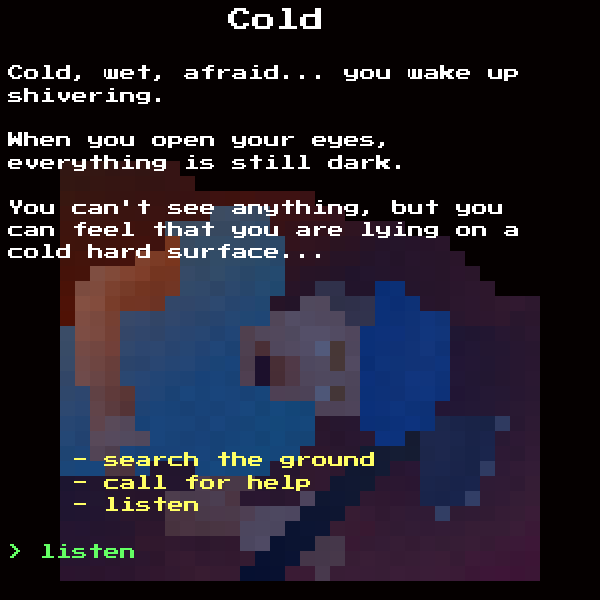 Cold
Cold, wet, afraid... you wake up
shivering.
When you open your eyes,
everything is still dark.
You can't see anything, but you
can feel that you are lying on a
cold hard surface...
- search the ground
- call for help
- listen
> listen